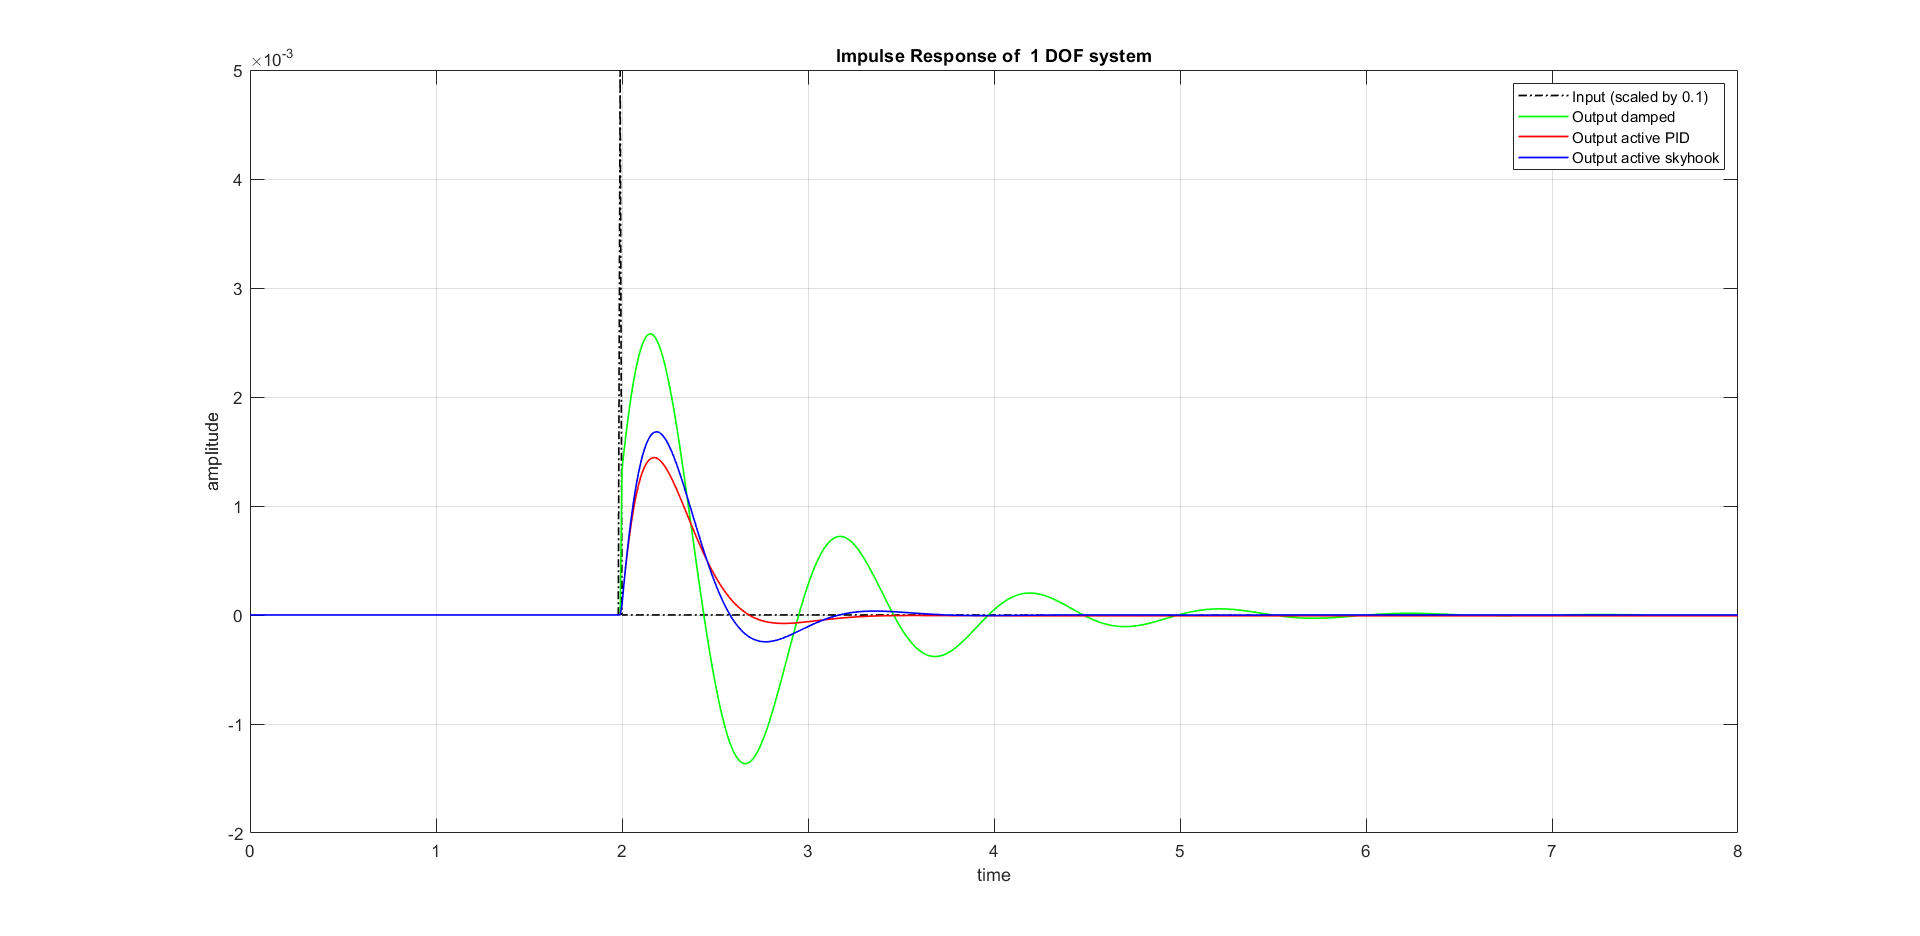 Impulse Response of  1 DOF system
×10-3
5
4
3
2
1
0
-1
-2
0 1 2 3 4 5 6 7 8
time
amplitude
Input (scaled by 0.1)
Output damped
Output active PID
Output active skyhook